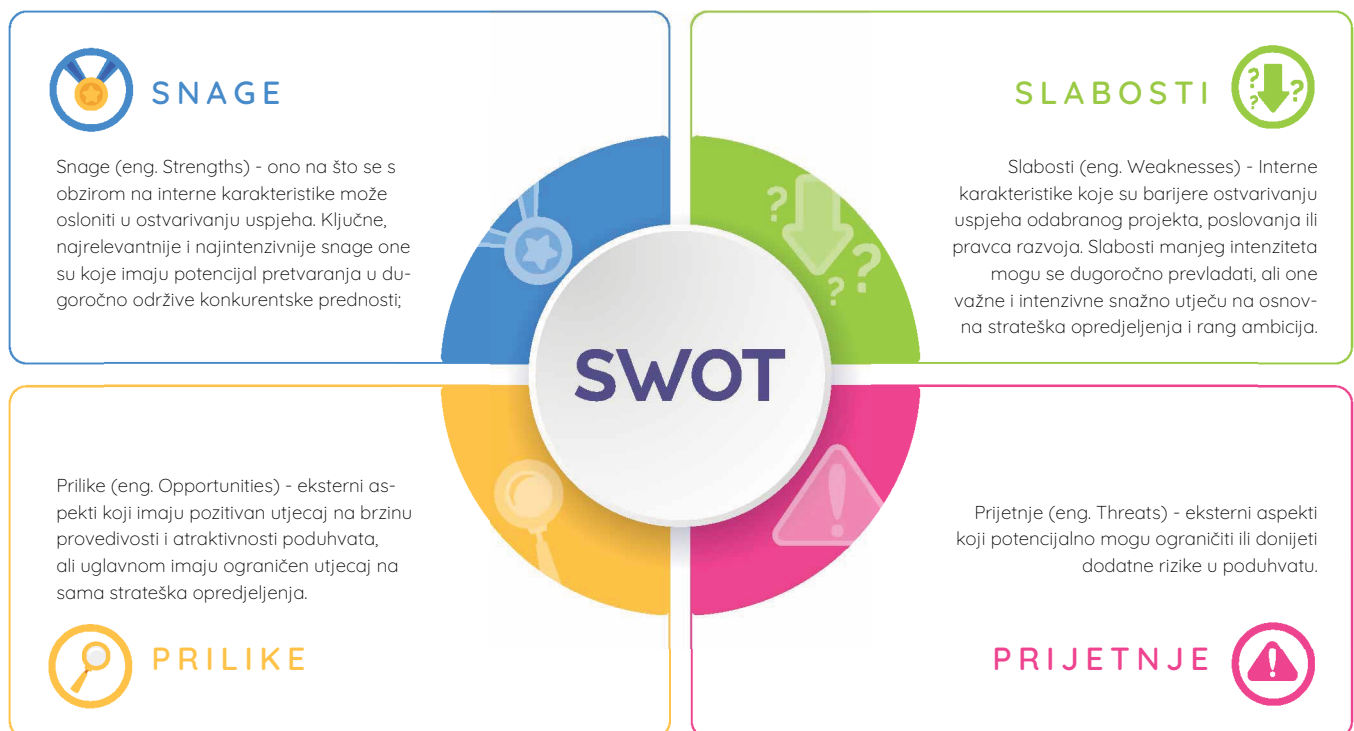 SNAGE
Snage (eng. Strengths) - ono na što se s
obzirom na interne karakteristike može
osloniti u ostvarivanju uspjeha. Ključne,
najrelevantnije i najintenzivnije snage one
su koje imaju potencijal pretvaranja u du-
goročno održive konkurentske prednosti;
SLABOSTI
? ? ?
Slabosti (eng. Weaknesses) - Interne
karakteristike koje su barijere ostvarivanju
uspjeha odabranog projekta, poslovanja ili
pravca razvoja. Slabosti manjeg intenziteta
mogu se dugoročno prevladati, ali one
važne i intenzivne snažno utječu na osnov-
na strateška opredjeljenja i rang ambicija.
? ? ?
SWOT
Prilike (eng. Opportunities) - eksterni as-
pekti koji imaju pozitivan utjecaj na brzinu
provedivosti i atraktivnosti poduhvata,
ali uglavnom imaju ograničen utjecaj na
sama strateška opredjeljenja.
PRILIKE
!
Prijetnje (eng. Threats) - eksterni aspekti
koji potencijalno mogu ograničiti ili donijeti
dodatne rizike u poduhvatu.
PRIJETNJE
!